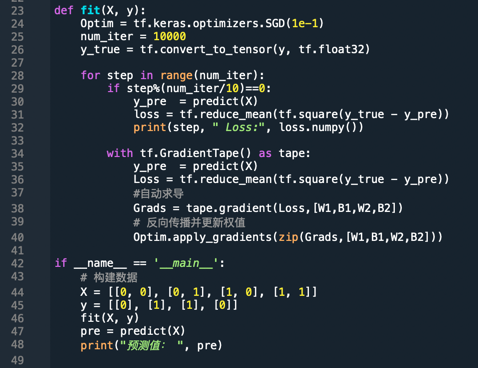 23 def fit(X, y):
24     Optim = tf.keras.optimizers.SGD(1e-1)
25     num_iter = 10000
26     y_true = tf.convert_to_tensor(y, tf.float32)
27
28     for step in range(num_iter):
29         if step%(num_iter/10)==0:
30             y_pre  = predict(X)
31             loss = tf.reduce_mean(tf.square(y_true - y_pre))
32             print(step, " Loss:", loss.numpy())
33
34         with tf.GradientTape() as tape:
35             y_pre  = predict(X)
36             Loss = tf.reduce_mean(tf.square(y_true - y_pre))
37             #自动求导
38             Grads = tape.gradient(Loss,[W1,B1,W2,B2])
39             # 反向传播并更新权值
40             Optim.apply_gradients(zip(Grads,[W1,B1,W2,B2]))
41
42 if __name__ == '__main__':
43     # 构建数据
44     X = [[0, 0], [0, 1], [1, 0], [1, 1]]
45     y = [[0], [1], [1], [0]]
46     fit(X, y)
47     pre = predict(X)
48     print("预测值： ", pre)
49